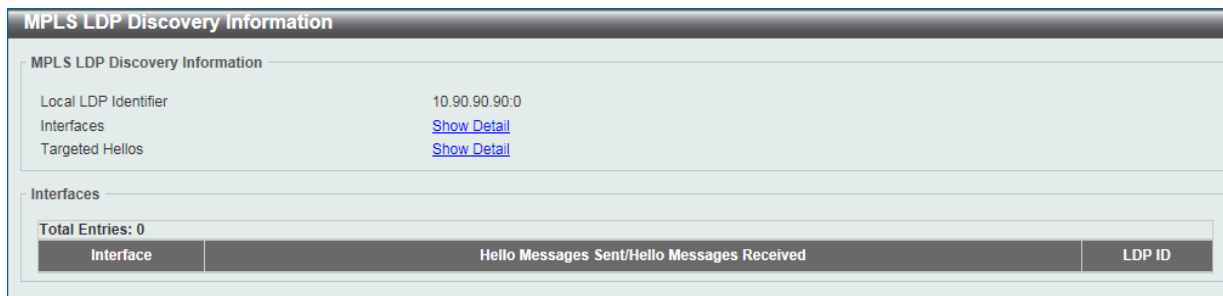 MPLS LDP Discovery Information
MPLS LDP Discovery Information
Local LDP Identifier 10.90.90.90:0
Interfaces Show Detail
Targeted Hellos Show Detail
Interfaces
Total Entries: 0
Interface Hello Messages Sent/Hello Messages Received LDP ID